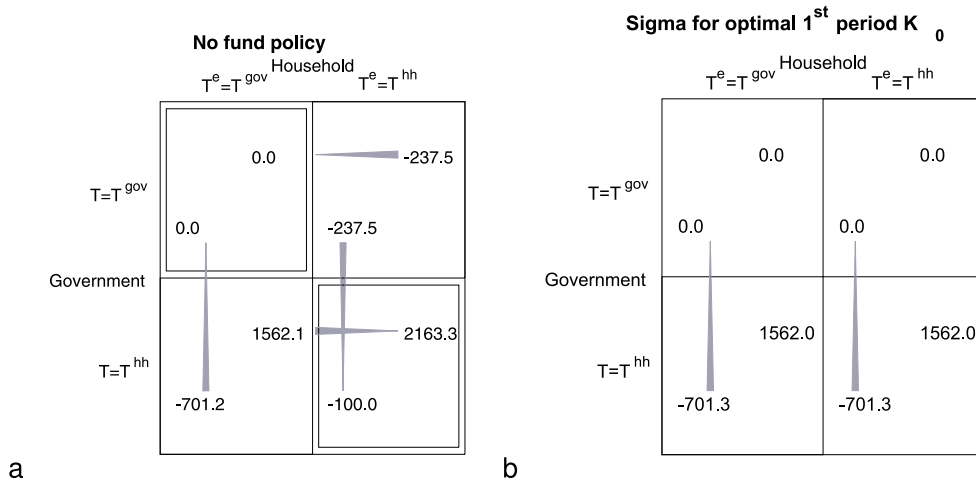 No fund policy
Household
T^e=T^gov T^e=T^hh
0.0 -237.5
T=T^gov
0.0 -237.5
Government
1562.1 2163.3
T=T^hh
-701.2 -100.0
a
Sigma for optimal 1^st period K_0
Household
T^e=T^gov T^e=T^hh
0.0 0.0
T=T^gov
0.0 0.0
Government
1562.0 1562.0
T=T^hh
-701.3 -701.3
b